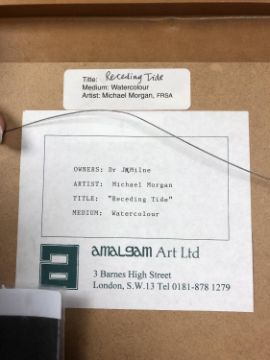 Title: Receding Tide
Medium: Watercolour
Artist: Michael Morgan, FRSA
OWNERS: Dr J Milne
ARTIST: Michael Morgan
TITLE: "Receding Tide"
MEDIUM: Watercolour
amalgam Art Ltd
3 Barnes High Street
London, S.W.13 Tel 0181-878 1279